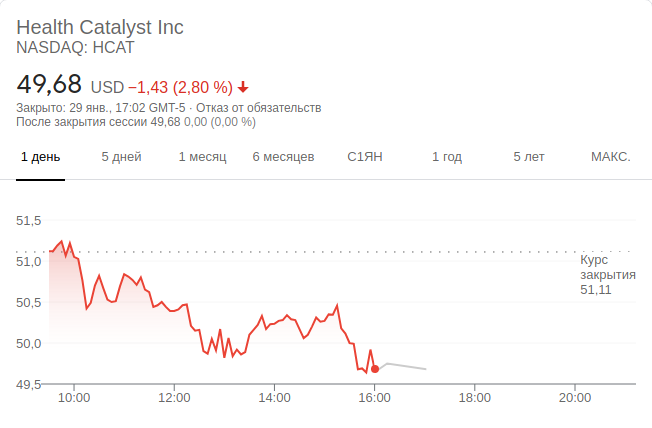 Health Catalyst Inc
NASDAQ: HCAT
49,68 USD −1,43 (2,80 %)
Закрыто: 29 янв., 17:02 GMT-5 · Отказ от обязательств
После закрытия сессии 49,68 0,00 (0,00 %)
1 день 5 дней 1 месяц 6 месяцев С1ЯН 1 год 5 лет МАКС.
51,5
51,0
50,5
50,0
49,5
Курс
закрытия
51,11
10:00 12:00 14:00 16:00 18:00 20:00